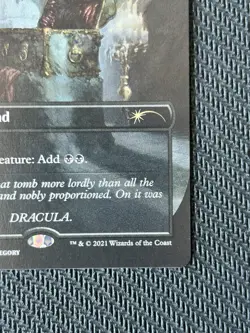 nd
reature: Add
at tomb more lordly than all the
and nobly proportioned. On it was
DRACULA.
™ & © 2021 Wizards of the Coast
EGORY